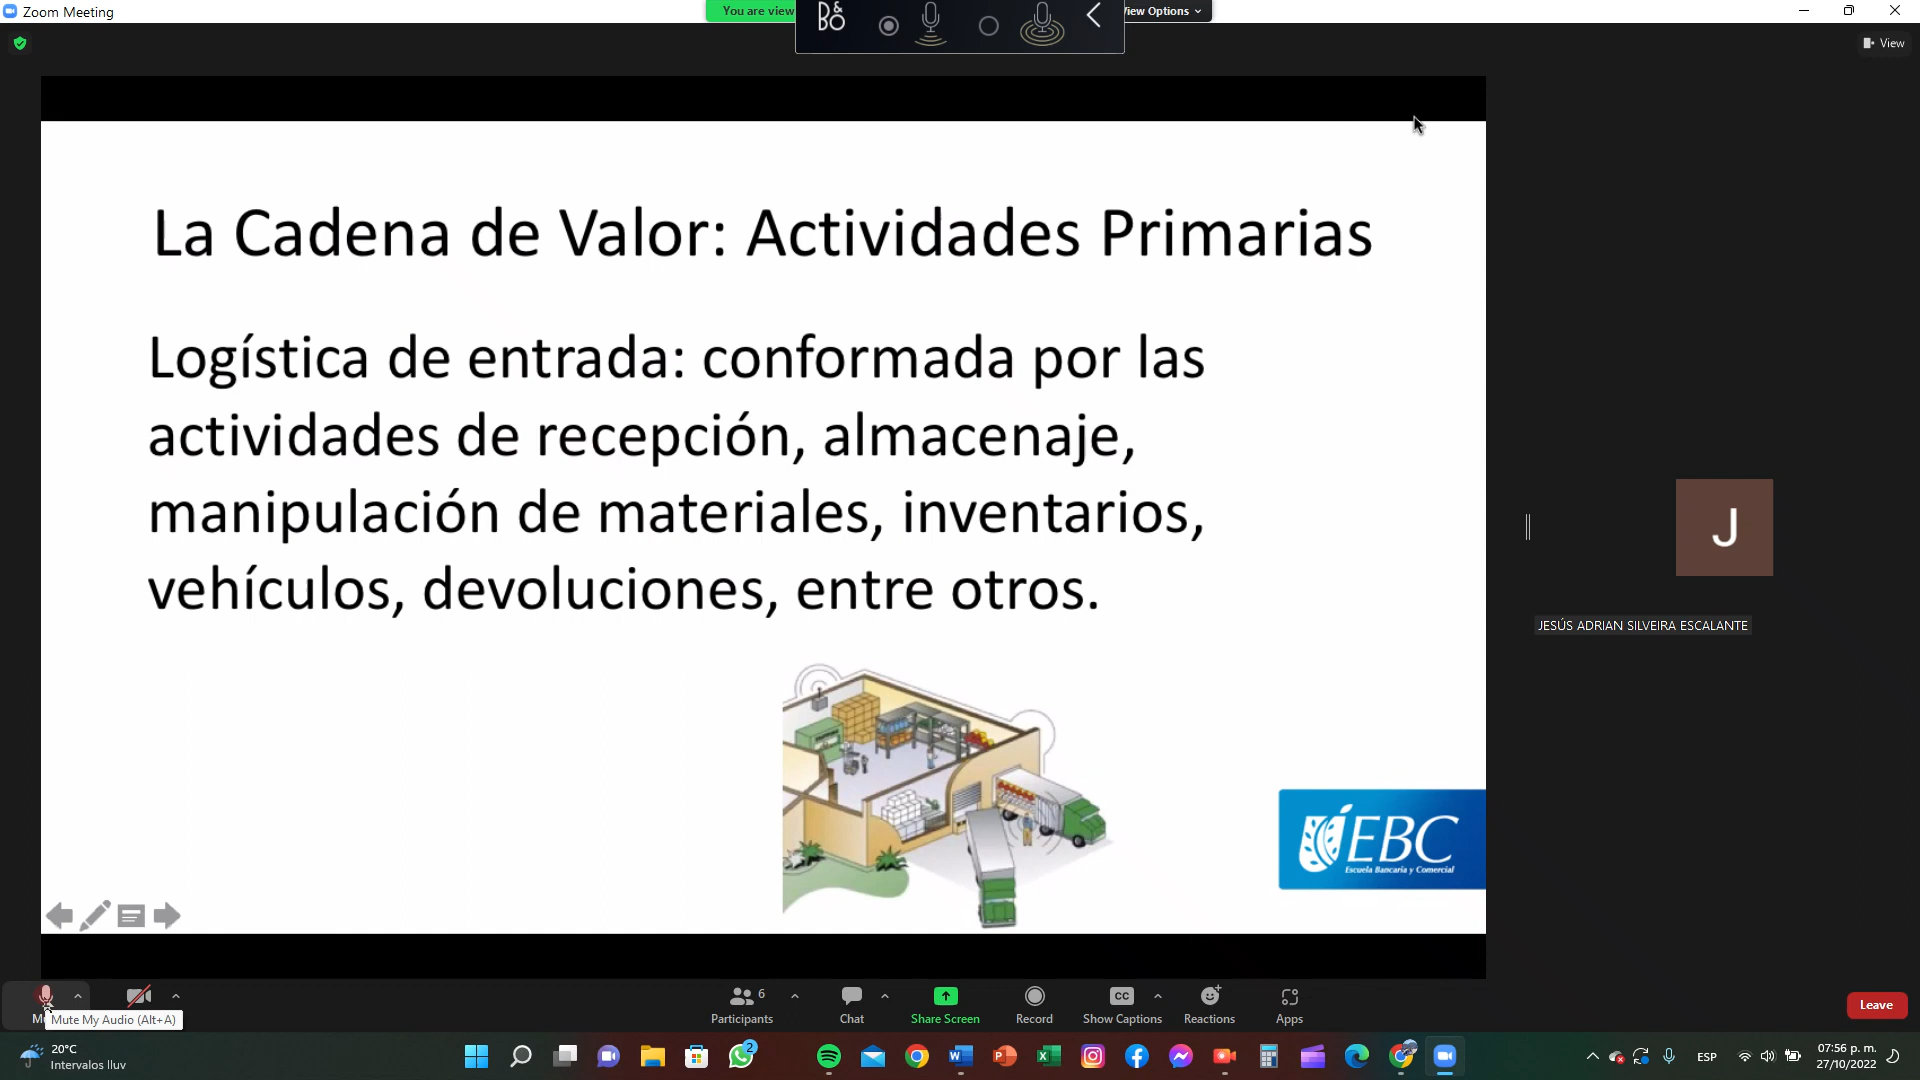 Zoom Meeting
You are view
B&O
View Options
View
La Cadena de Valor: Actividades Primarias
Logística de entrada: conformada por las
actividades de recepción, almacenaje,
manipulación de materiales, inventarios,
vehículos, devoluciones, entre otros.
J
JESÚS ADRIAN SILVEIRA ESCALANTE
EBC
Escuela Bancaria y Comercial
Mute My Audio (Alt+A)
6
CC
Participants
Chat
Share Screen
Record
Show Captions
Reactions
Apps
Leave
20°C
Intervalos lluv
2
ESP
07:56 p. m.
27/10/2022